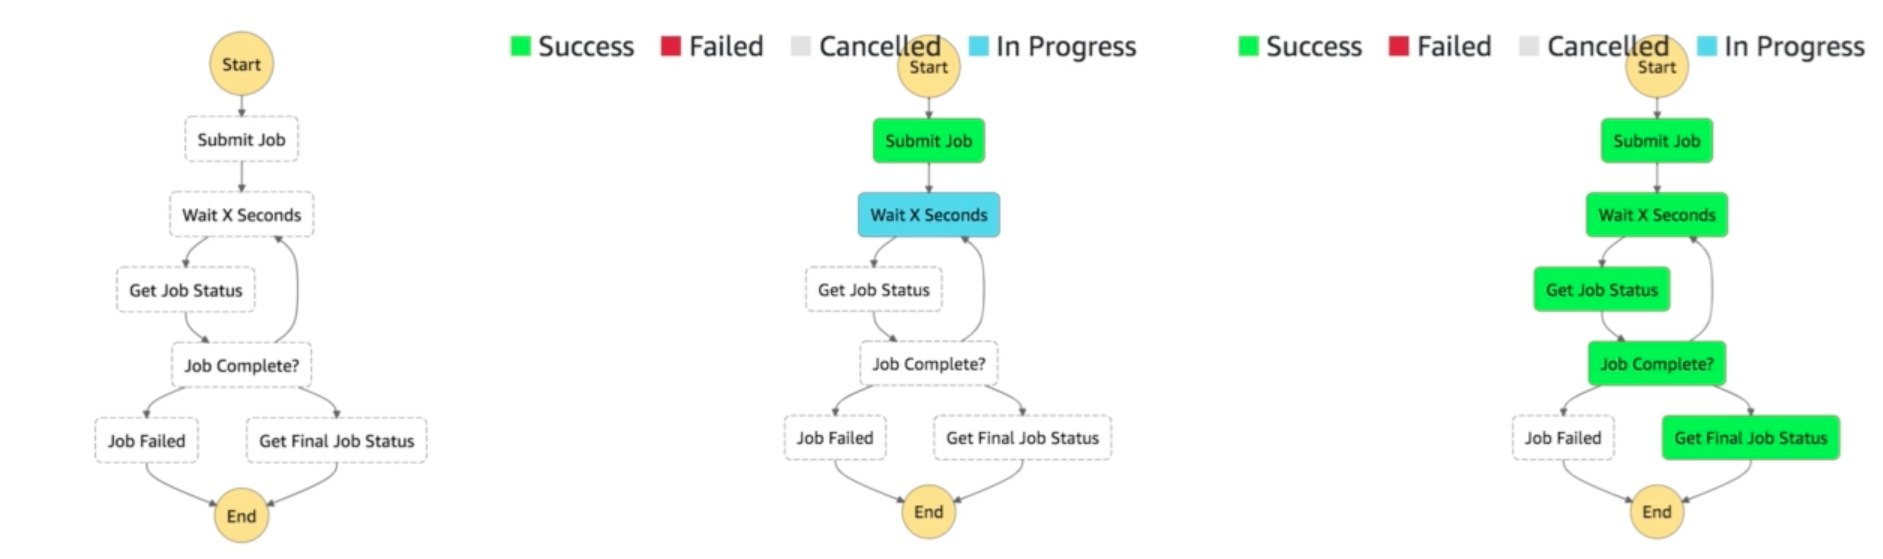 Start
Submit Job
Wait X Seconds
Get Job Status
Job Complete?
Job Failed
Get Final Job Status
End
Success Failed Cancelled In Progress
Start
Submit Job
Wait X Seconds
Get Job Status
Job Complete?
Job Failed
Get Final Job Status
End
Success Failed Cancelled In Progress
Start
Submit Job
Wait X Seconds
Get Job Status
Job Complete?
Job Failed
Get Final Job Status
End